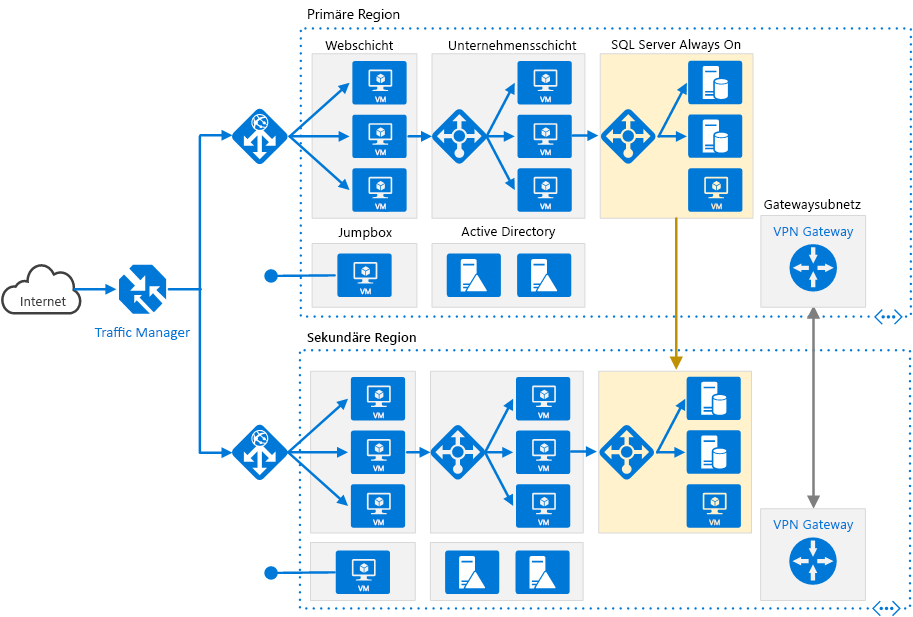 Primäre Region
Webschicht
Unternehmensschicht
SQL Server Always On
VM
VM
VM
VM
VM
VM
VM
Gatewaysubnetz
VPN Gateway
Jumpbox
VM
Active Directory
Internet
Traffic Manager
Sekundäre Region
VM
VM
VM
VM
VM
VM
VM
VPN Gateway
VM